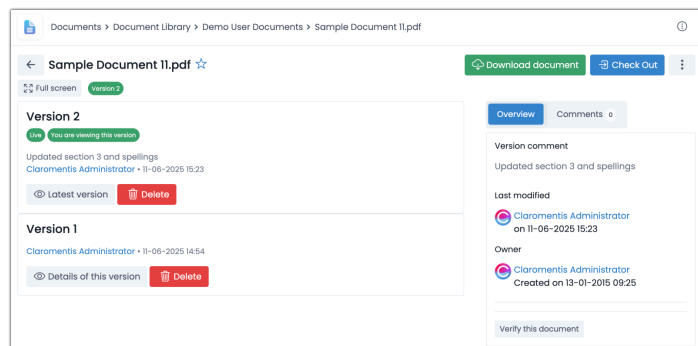 Documents > Document Library > Demo User Documents > Sample Document 11.pdf
Sample Document 11.pdf
Download document
Check Out
Full screen
Version 2
Version 2
Live
You are viewing this version
Updated section 3 and spellings
Claromentis Administrator • 11-06-2025 15:23
Latest version
Delete
Version 1
Claromentis Administrator • 11-06-2025 14:54
Details of this version
Delete
Overview
Comments 0
Version comment
Updated section 3 and spellings
Last modified
Claromentis Administrator
on 11-06-2025 15:23
Owner
Claromentis Administrator
Created on 13-01-2015 09:25
Verify this document